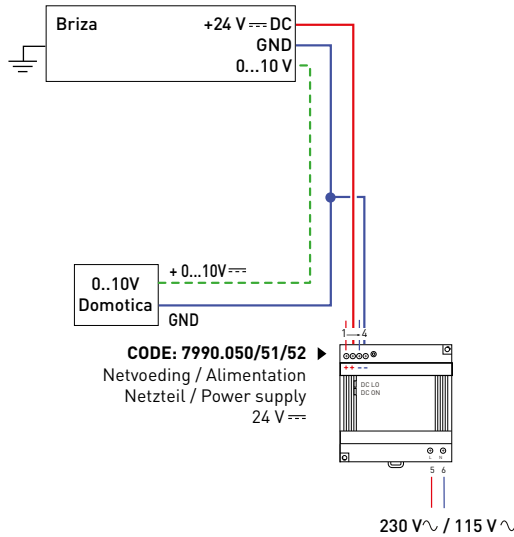 Briza
+24 V ⎓ DC
GND
0...10 V
+ 0...10V ⎓
0..10V
Domotica
GND
1 → 4
CODE: 7990.050/51/52 ▶
Netvoeding / Alimentation
Netzteil / Power supply
24 V ⎓
+ + - -
DC LO
DC ON
L N
5 6
230 V∿ / 115 V∿